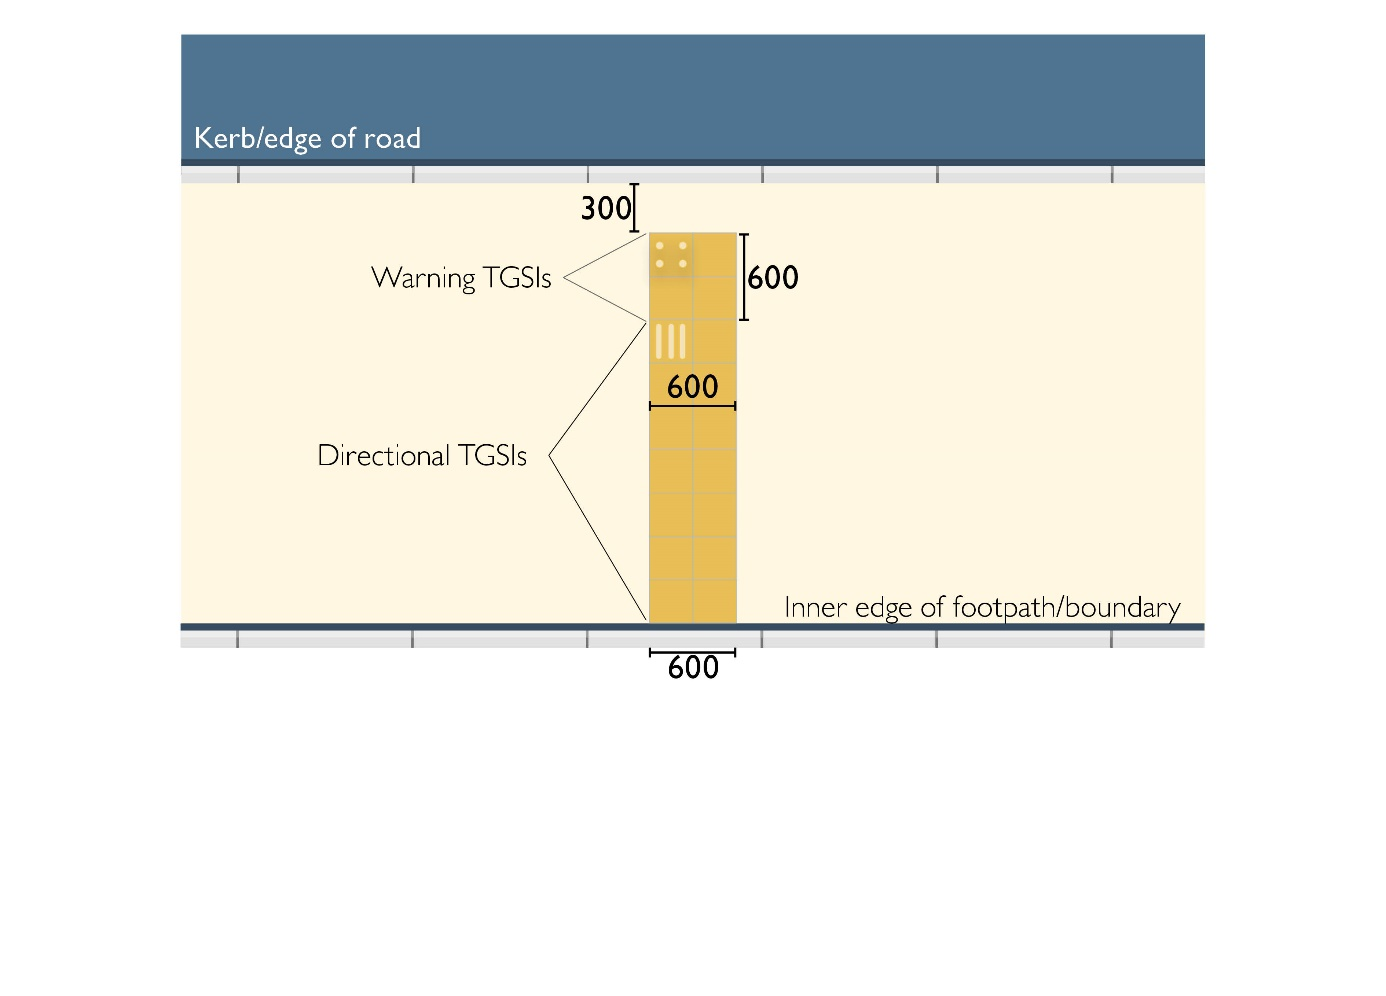 Kerb/edge of road
300
Warning TGSIs
600
600
Directional TGSIs
Inner edge of footpath/boundary
600